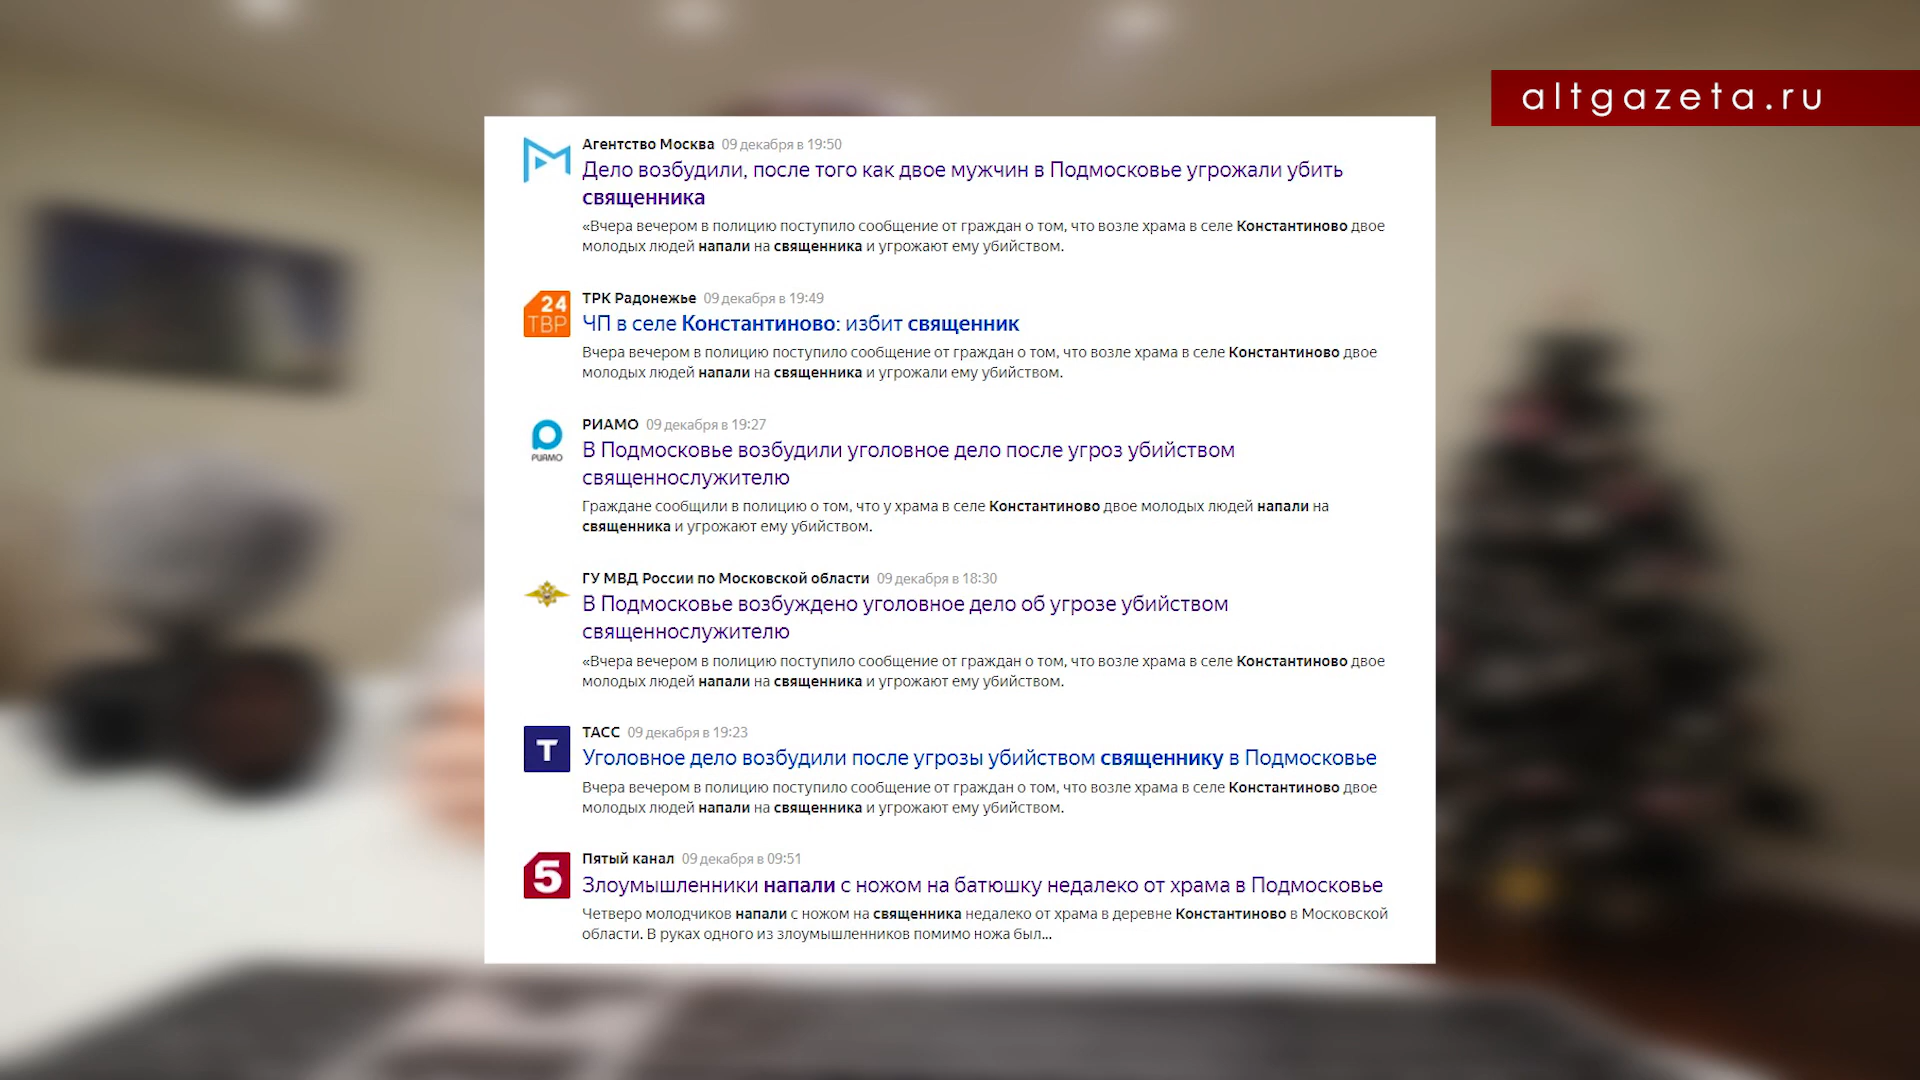 altgazeta.ru
Агентство Москва 09 декабря в 19:50
Дело возбудили, после того как двое мужчин в Подмосковье угрожали убить
священника
«Вчера вечером в полицию поступило сообщение от граждан о том, что возле храма в селе Константиново двое
молодых людей напали на священника и угрожают ему убийством.
24
ТВР
ТРК Радонежье 09 декабря в 19:49
ЧП в селе Константиново: избит священник
Вчера вечером в полицию поступило сообщение от граждан о том, что возле храма в селе Константиново двое
молодых людей напали на священника и угрожали ему убийством.
РИАМО
РИАМО 09 декабря в 19:27
В Подмосковье возбудили уголовное дело после угроз убийством
священнослужителю
Граждане сообщили в полицию о том, что у храма в селе Константиново двое молодых людей напали на
священника и угрожают ему убийством.
ГУ МВД России по Московской области 09 декабря в 18:30
В Подмосковье возбуждено уголовное дело об угрозе убийством
священнослужителю
«Вчера вечером в полицию поступило сообщение от граждан о том, что возле храма в селе Константиново двое
молодых людей напали на священника и угрожают ему убийством.
Т
ТАСС 09 декабря в 19:23
Уголовное дело возбудили после угрозы убийством священнику в Подмосковье
Вчера вечером в полицию поступило сообщение от граждан о том, что возле храма в селе Константиново двое
молодых людей напали на священника и угрожают ему убийством.
5
Пятый канал 09 декабря в 09:51
Злоумышленники напали с ножом на батюшку недалеко от храма в Подмосковье
Четверо молодчиков напали с ножом на священника недалеко от храма в деревне Константиново в Московской
области. В руках одного из злоумышленников помимо ножа был...